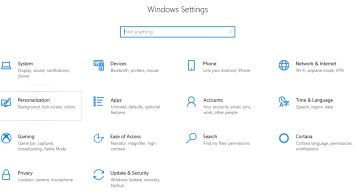 Windows Settings
Find a setting
System
Display, sound, notifications,
power
Devices
Bluetooth, printers, mouse
Phone
Link your Android, iPhone
Network & Internet
Wi-Fi, airplane mode, VPN
Personalization
Background, lock screen, colors
Apps
Uninstall, defaults, optional
features
Accounts
Your accounts, email, sync,
work, other people
Time & Language
Speech, region, date
Gaming
Game bar, captures,
broadcasting, Game Mode
Ease of Access
Narrator, magnifier, high
contrast
Search
Find my files, permissions
Cortana
Cortana language, permissions,
notifications
Privacy
Location, camera, microphone
Update & Security
Windows Update, recovery,
backup